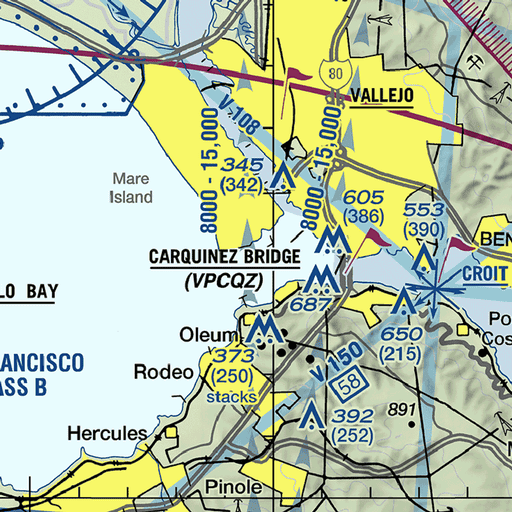 80
VALLEJO
V 108
8000 - 15,000
8000 - 15,000
Mare
Island
345
(342)
605
(386)
553
(390)
BEN
CARQUINEZ BRIDGE
(VPCQZ)
CROIT
LO BAY
687
Oleum
650
(215)
Po
Cos
373
(250)
stacks
V 150
58
RANCISCO
ASS B
Rodeo
392
(252)
891
Hercules
Pinole